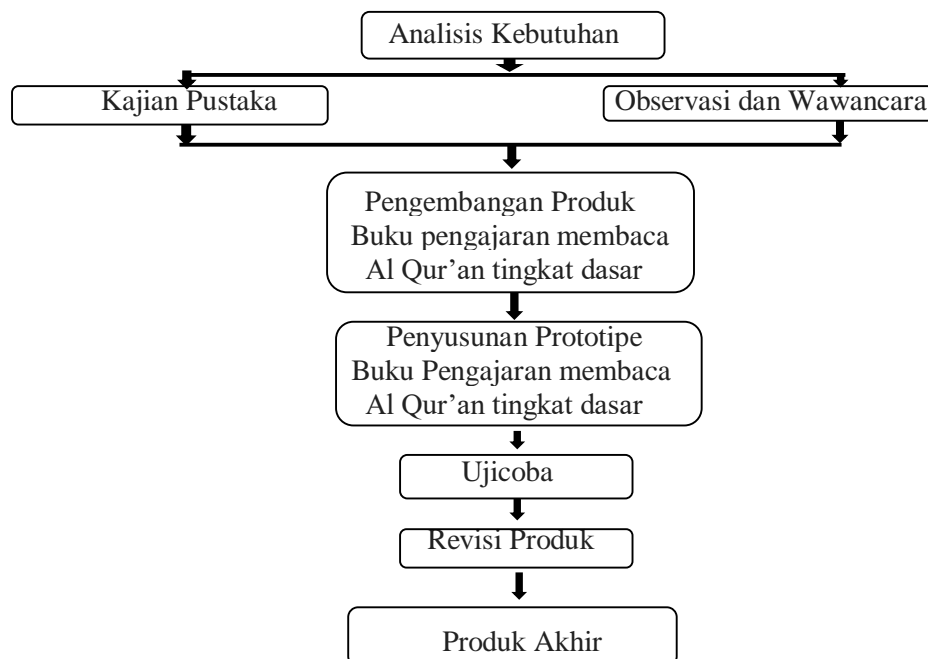 Analisis Kebutuhan
Kajian Pustaka
Observasi dan Wawancara
Pengembangan Produk
Buku pengajaran membaca
Al Qur’an tingkat dasar
Penyusunan Prototipe
Buku Pengajaran membaca
Al Qur’an tingkat dasar
Ujicoba
Revisi Produk
Produk Akhir